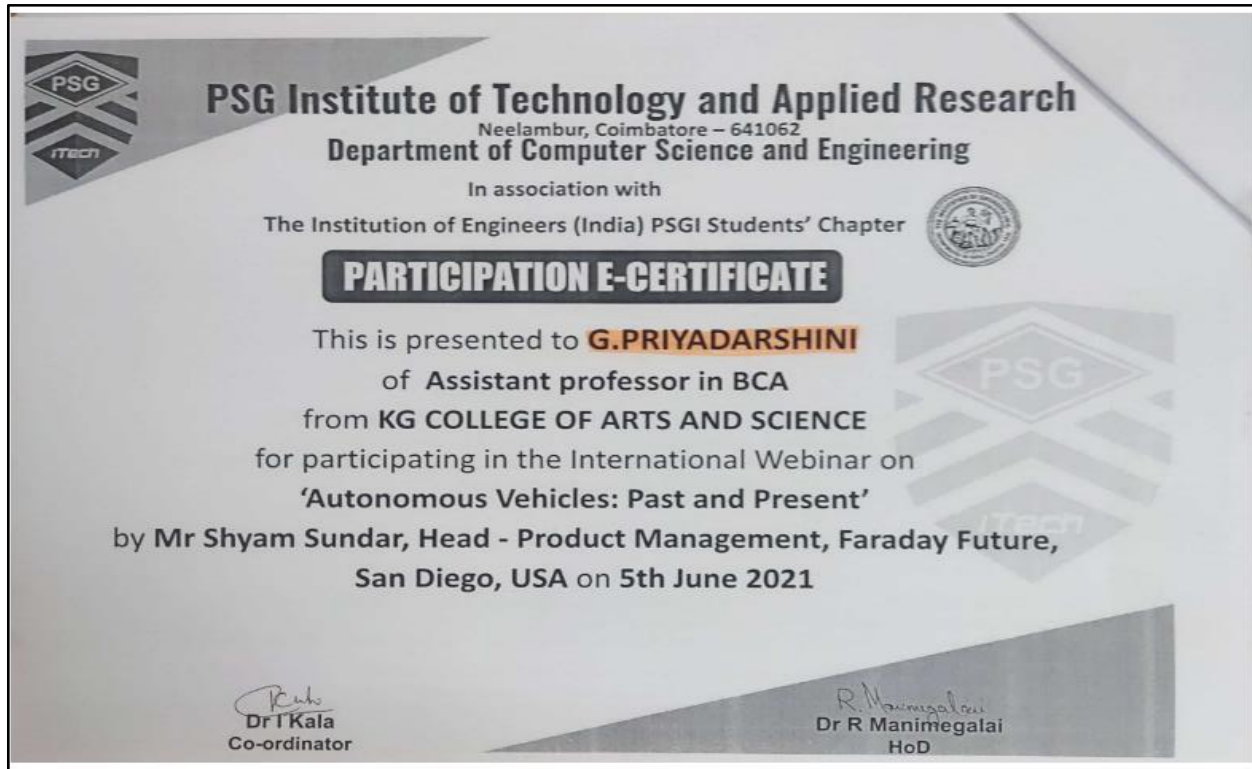 PSG
iTech
PSG Institute of Technology and Applied Research
Neelambur, Coimbatore – 641062
Department of Computer Science and Engineering
In association with
The Institution of Engineers (India) PSGI Students' Chapter
PARTICIPATION E-CERTIFICATE
This is presented to G.PRIYADARSHINI
of Assistant professor in BCA
from KG COLLEGE OF ARTS AND SCIENCE
for participating in the International Webinar on
'Autonomous Vehicles: Past and Present'
by Mr Shyam Sundar, Head - Product Management, Faraday Future,
San Diego, USA on 5th June 2021
PSG
iTech
R. Manimegalai
Dr I Kala
Co-ordinator
Dr R Manimegalai
HoD